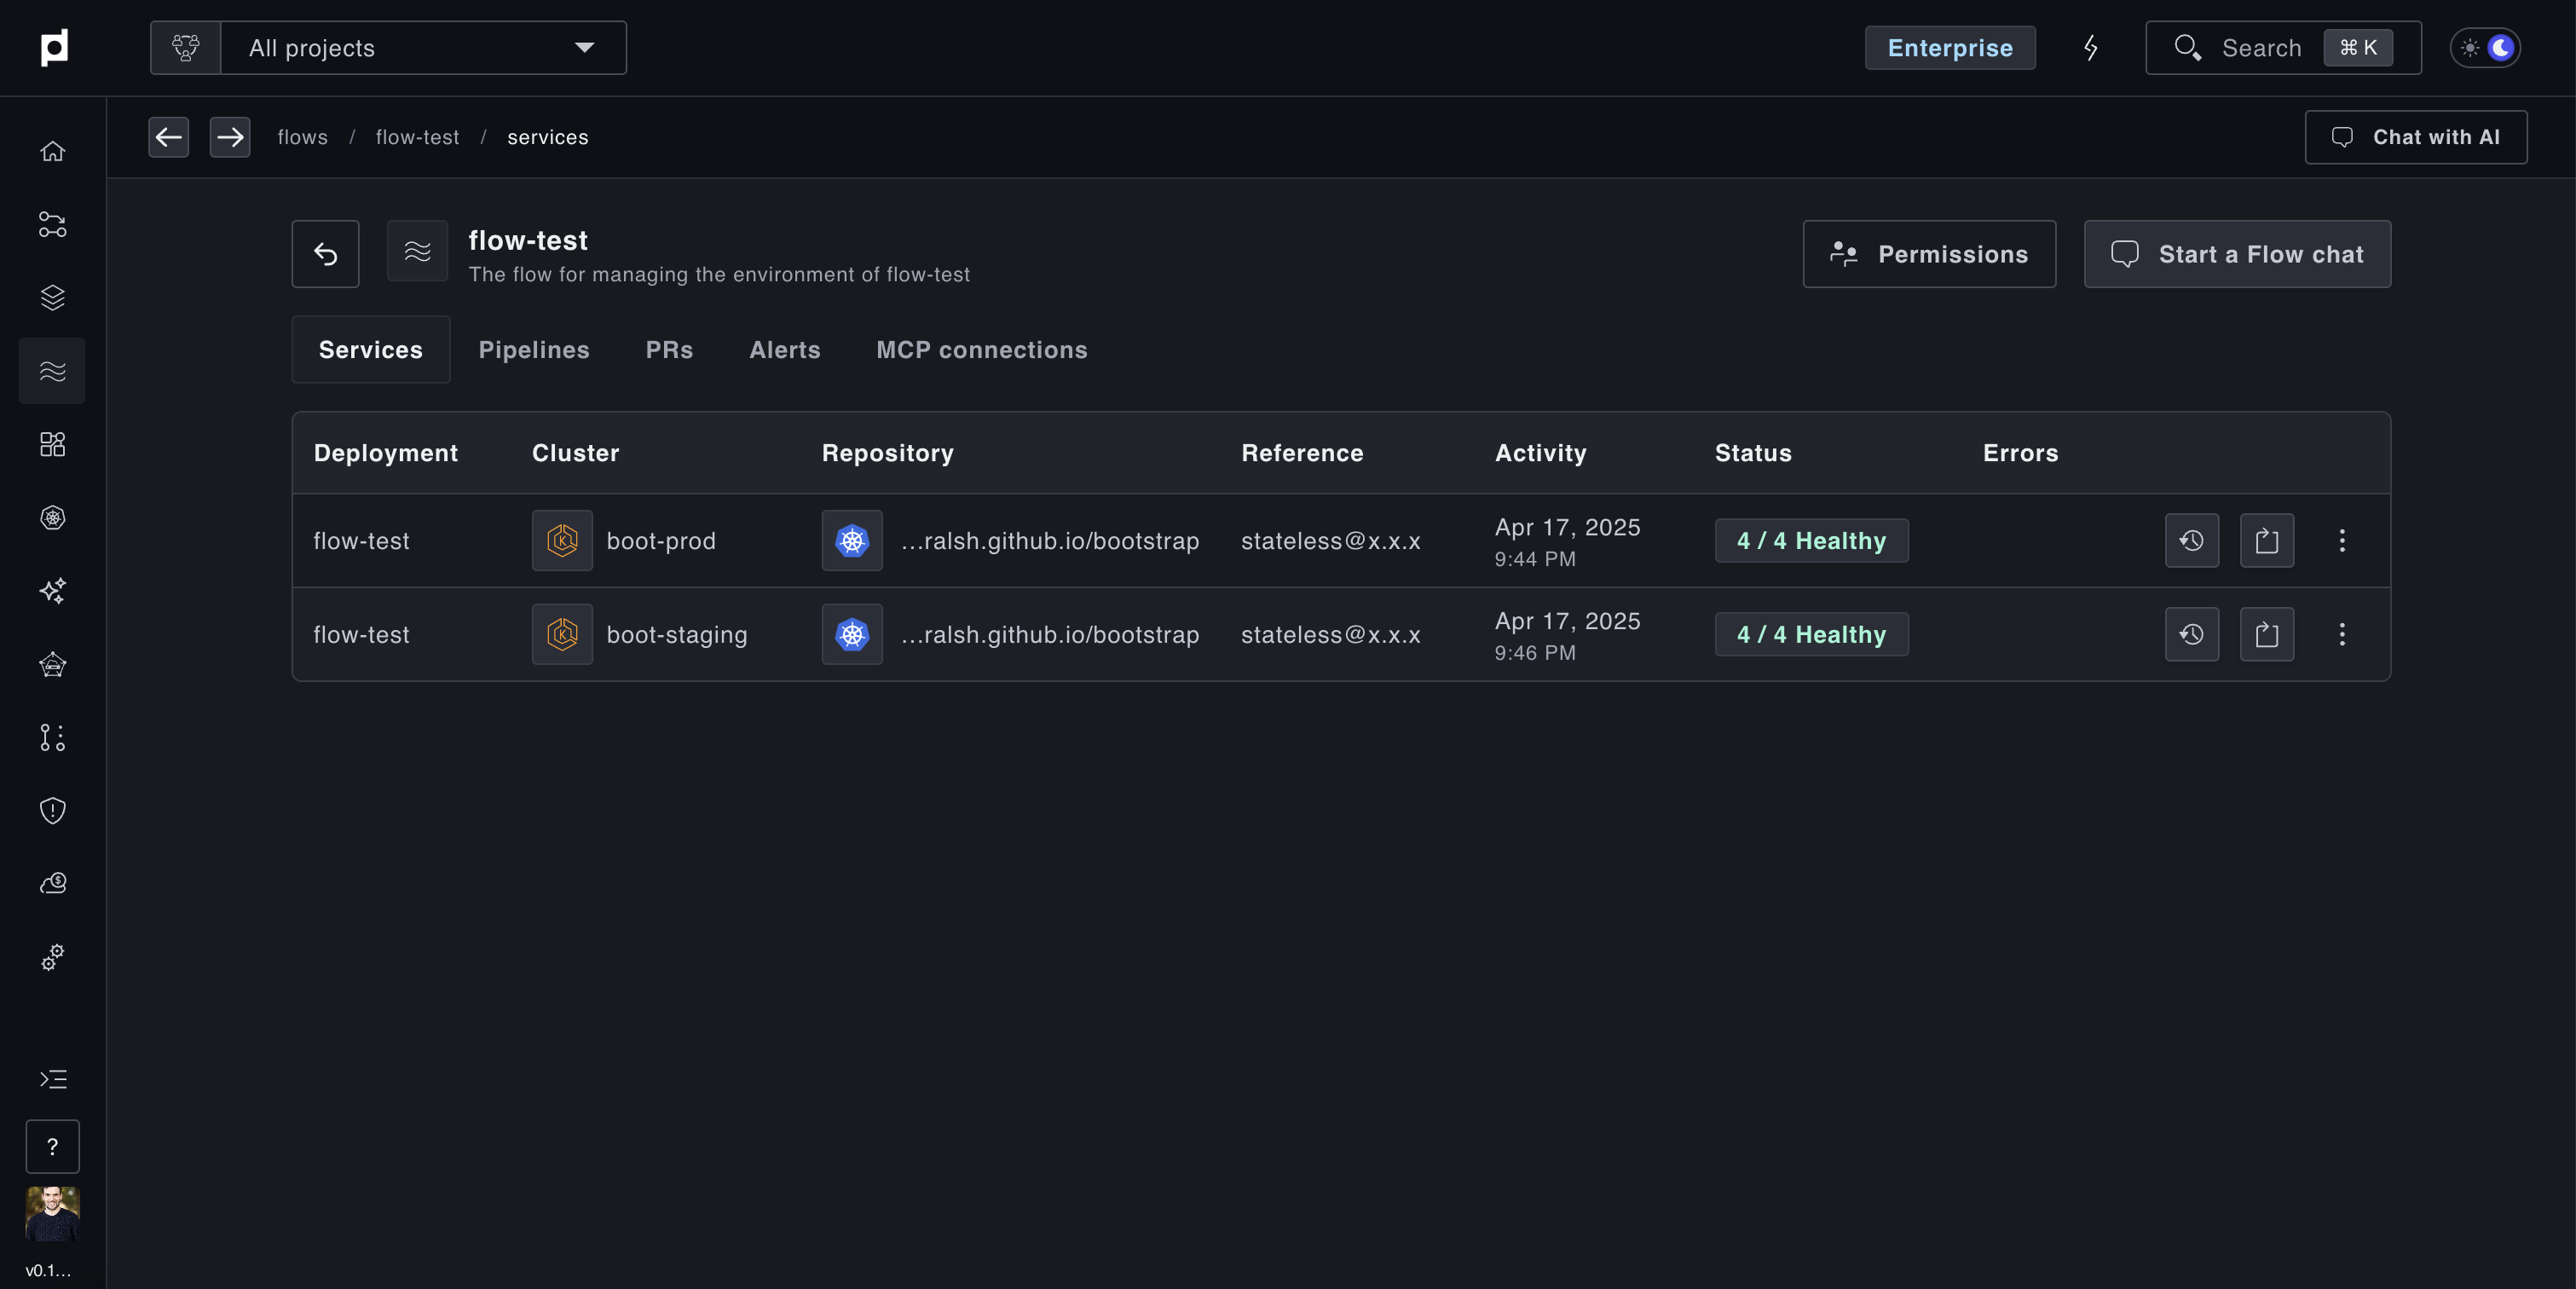 All projects
Enterprise
Search
⌘ K
flows / flow-test / services
Chat with AI
flow-test
The flow for managing the environment of flow-test
Permissions
Start a Flow chat
Services
Pipelines
PRs
Alerts
MCP connections
Deployment
Cluster
Repository
Reference
Activity
Status
Errors
flow-test
boot-prod
...ralsh.github.io/bootstrap
stateless@x.x.x
Apr 17, 2025
9:44 PM
4 / 4 Healthy
flow-test
boot-staging
...ralsh.github.io/bootstrap
stateless@x.x.x
Apr 17, 2025
9:46 PM
4 / 4 Healthy
?
v0.1...